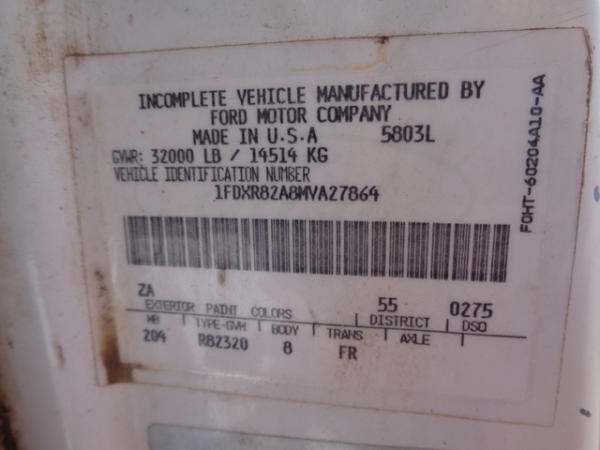 INCOMPLETE VEHICLE MANUFACTURED BY
FORD MOTOR COMPANY
MADE IN U.S.A 5803L
GVWR: 32000 LB / 14514 KG
VEHICLE IDENTIFICATION NUMBER
1FDXR82A8MVA27864
ZA 55 0275
EXTERIOR PAINT COLORS DISTRICT DSO
WB TYPE-GVW BODY TRANS AXLE
204 R82320 8 FR
F0HT-60204A10-AA